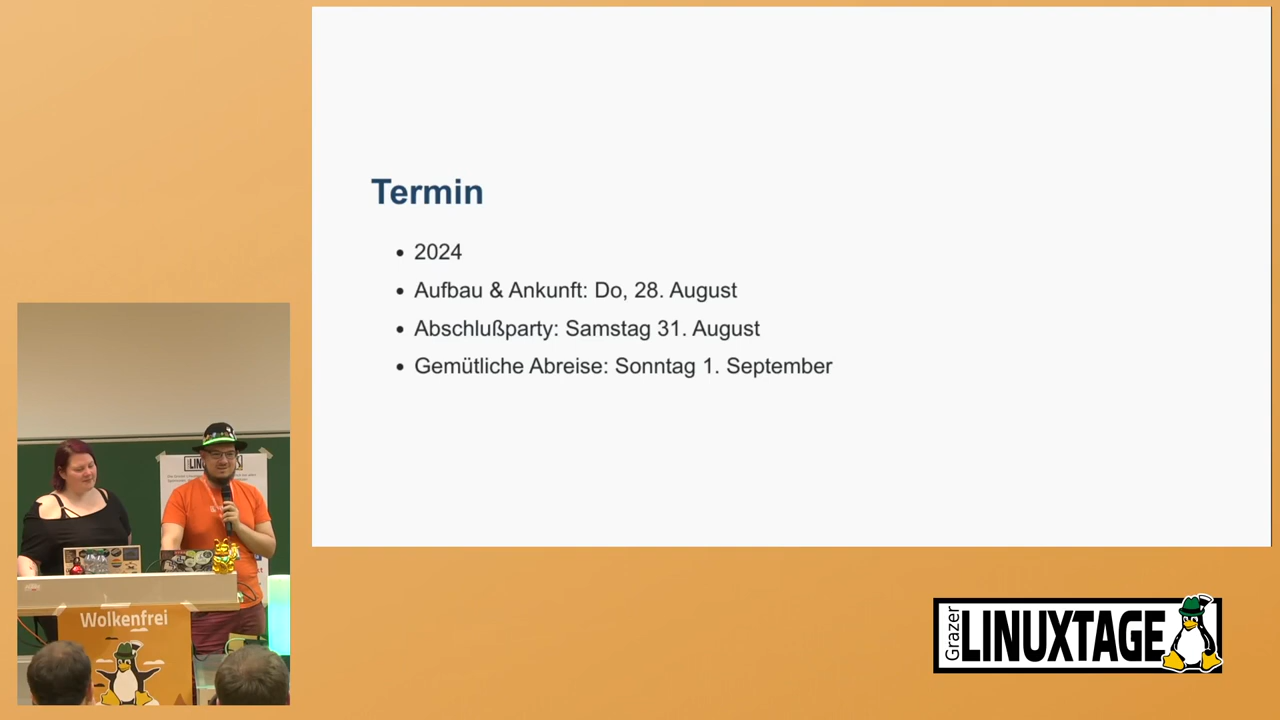 Termin
2024
Aufbau & Ankunft: Do, 28. August
Abschlußparty: Samstag 31. August
Gemütliche Abreise: Sonntag 1. September
Wolkenfrei
Grazer
LINUXTAGE